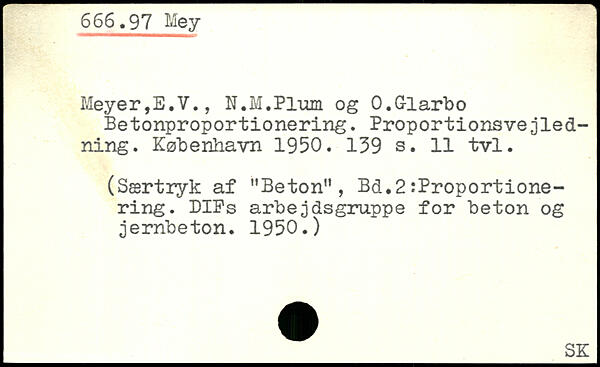 666.97 Mey
Meyer,E.V., N.M.Plum og O.Glarbo
Betonproportionering. Proportionsvejled-
ning. København 1950. 139 s. 11 tvl.
(Særtryk af "Beton", Bd.2:Proportione-
ring. DIFs arbejdsgruppe for beton og
jernbeton. 1950.)
SK